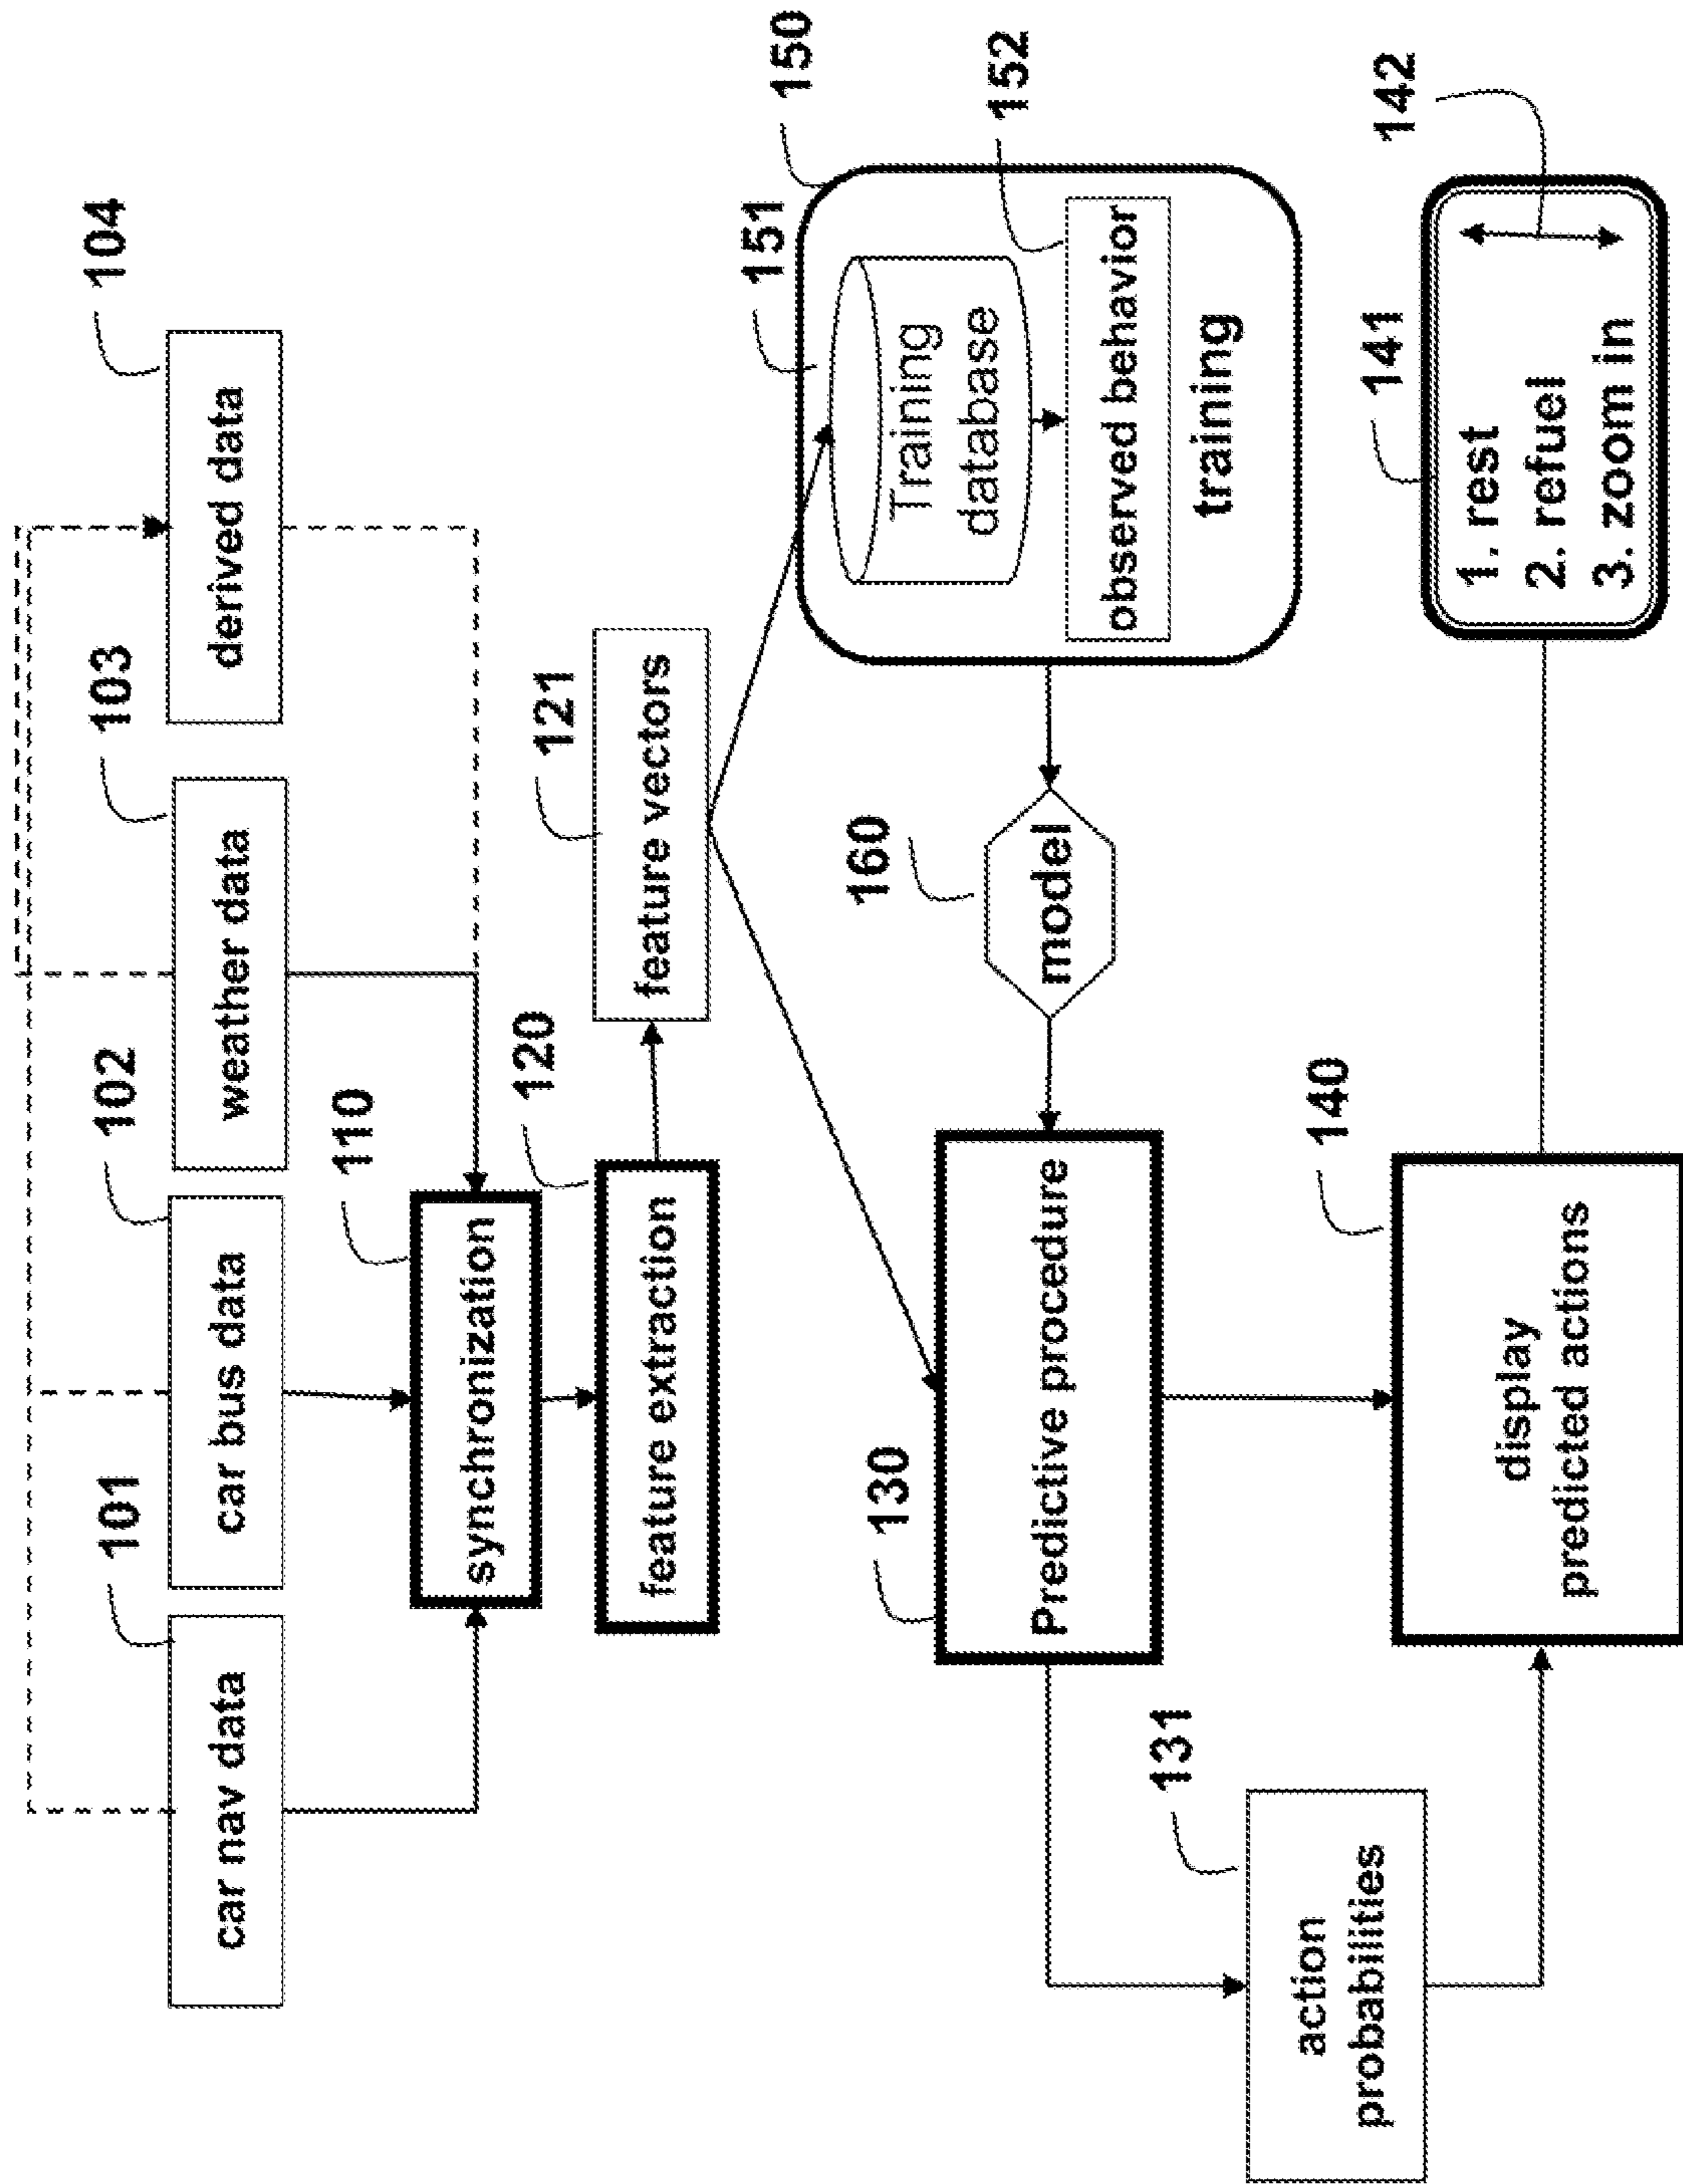 101
102
103
104
car nav data
car bus data
weather data
derived data
110
synchronization
120
121
feature extraction
feature vectors
130
160
151
150
Predictive procedure
model
Training
database
152
observed behavior
training
131
action
probabilities
140
display
predicted actions
141
142
1. rest
2. refuel
3. zoom in